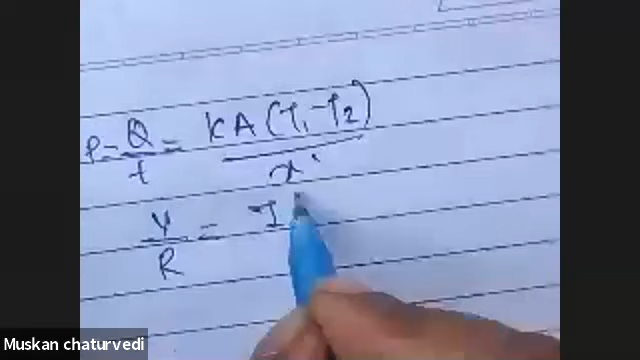 P = Q/t = KA(T₁-T₂)/x
V/R = I
Muskan chaturvedi